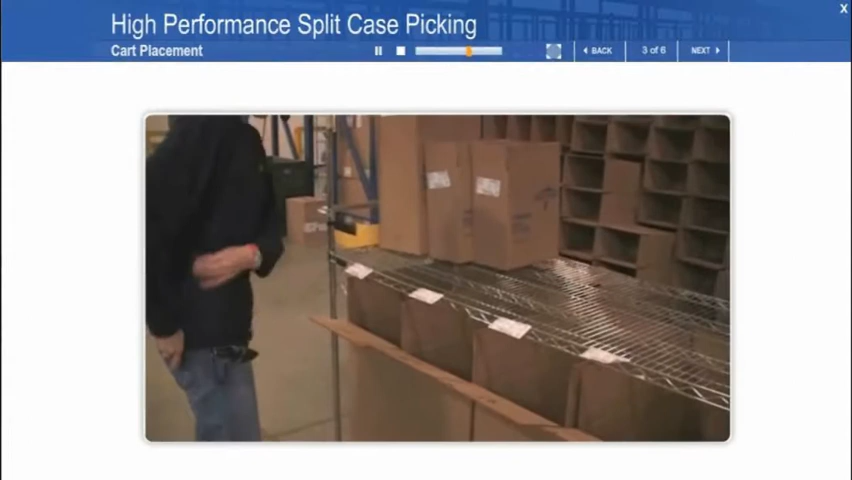 High Performance Split Case Picking
Cart Placement
BACK
3 of 6
NEXT
X